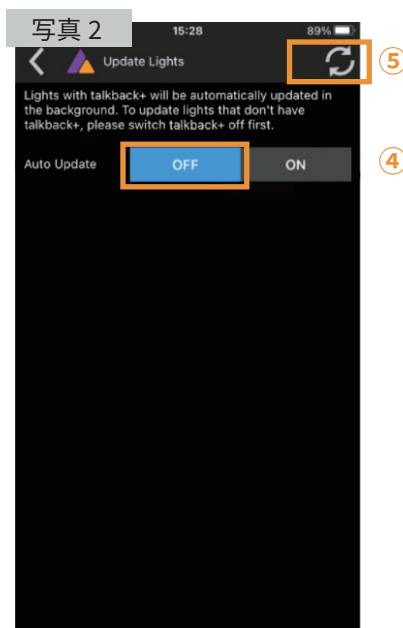 写真 2
15:28
89%
Update Lights
⑤
Lights with talkback+ will be automatically updated in
the background. To update lights that don't have
talkback+, please switch talkback+ off first.
Auto Update OFF ON
④